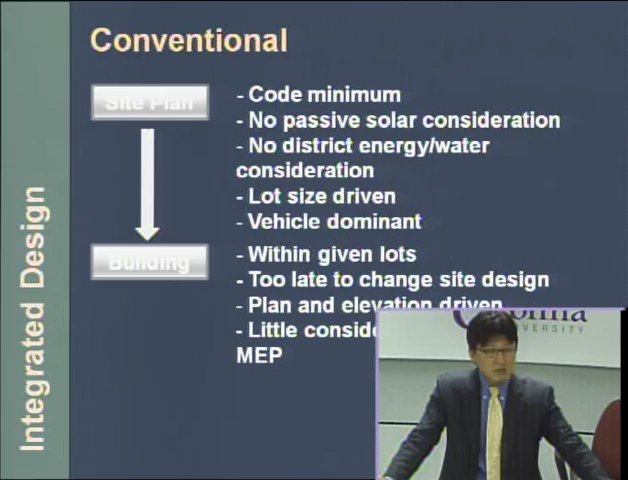 Conventional
Site Plan
- Code minimum
- No passive solar consideration
- No district energy/water
consideration
- Lot size driven
- Vehicle dominant
Building
- Within given lots
- Too late to change site design
- Plan and elevation driven
- Little
MEP
Integrated Design
UNIVERSITY